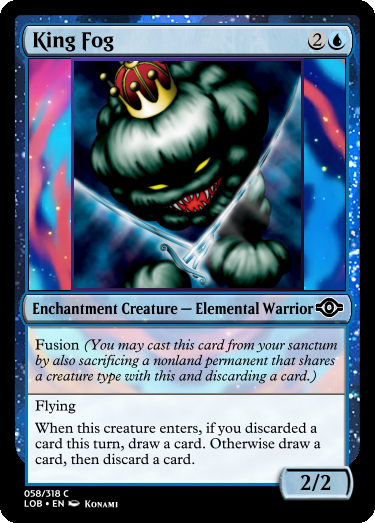 King Fog 2
Enchantment Creature — Elemental Warrior
Fusion (You may cast this card from your sanctum
by also sacrificing a nonland permanent that shares
a creature type with this and discarding a card.)
Flying
When this creature enters, if you discarded a
card this turn, draw a card. Otherwise draw a
card, then discard a card.
2/2
058/318 C
LOB • EN Konami